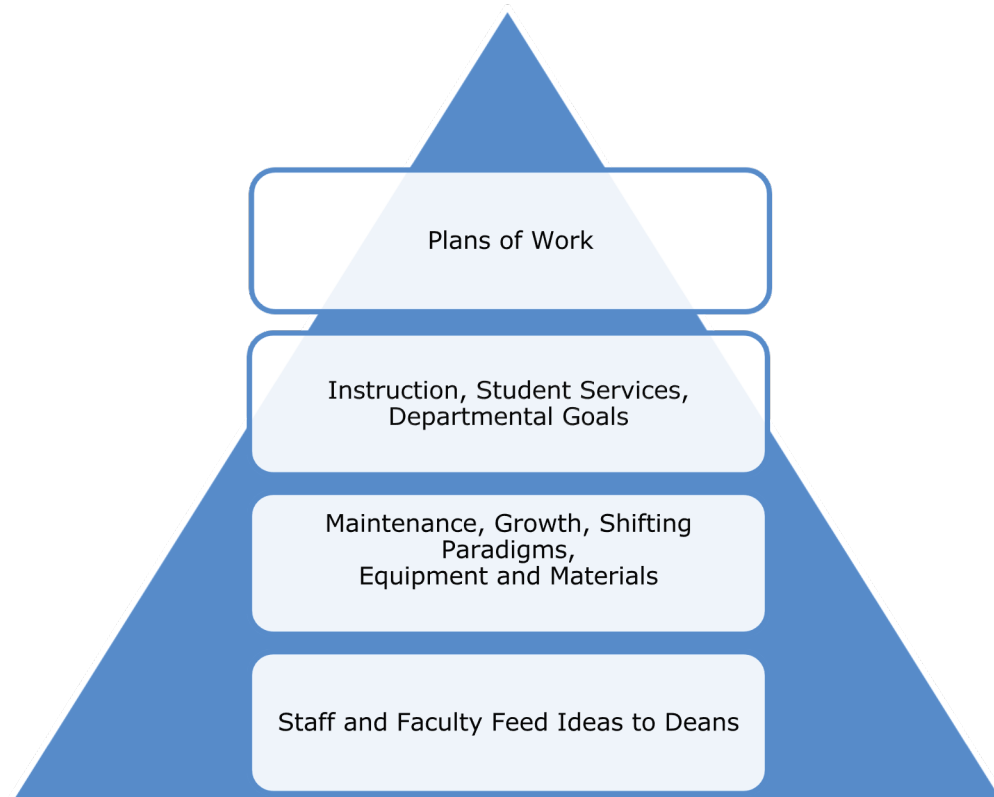 Plans of Work
Instruction, Student Services,
Departmental Goals
Maintenance, Growth, Shifting
Paradigms,
Equipment and Materials
Staff and Faculty Feed Ideas to Deans